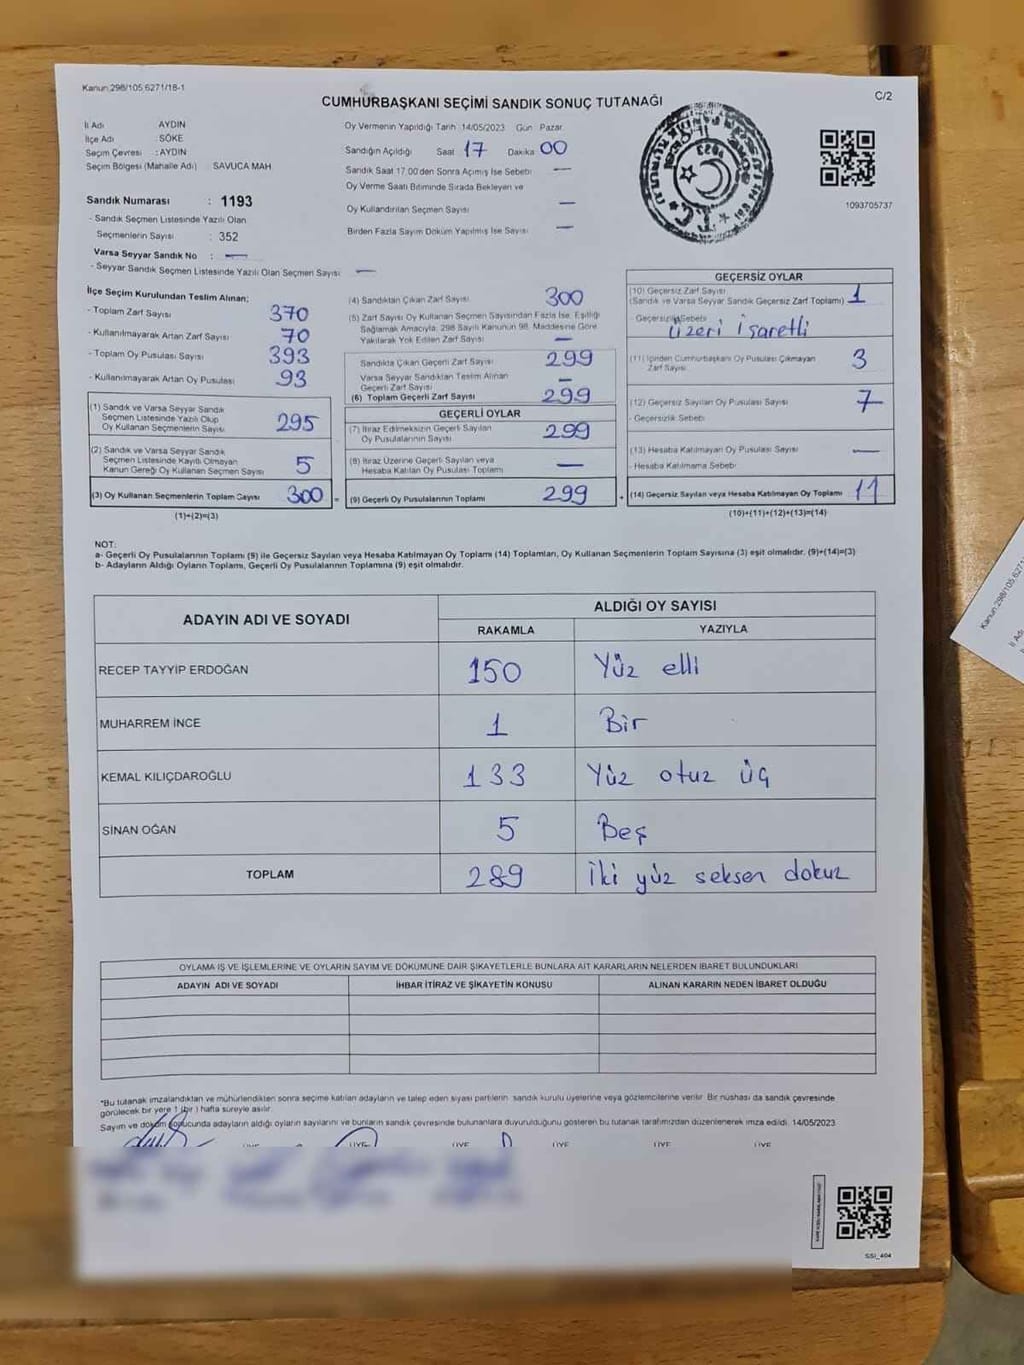 Kanun:298/105,6271/18-1
C/2
CUMHURBAŞKANI SEÇİMİ SANDIK SONUÇ TUTANAĞI
İl Adı AYDIN
İlçe Adı : SÖKE
Seçim Çevresi : AYDIN
Seçim Bölgesi (Mahalle Adı) : SAVUCA MAH
Sandık Numarası : 1193
- Sandık Seçmen Listesinde Yazılı Olan
Seçmenlerin Sayısı : 352
Varsa Seyyar Sandık No : —
- Seyyar Sandık Seçmen Listesinde Yazılı Olan Seçmen Sayısı : —
Oy Vermenin Yapıldığı Tarih 14/05/2023 Gün Pazar
Sandığın Açıldığı Saat 17 Dakika 00
Sandık Saat 17.00'den Sonra Açımış İse Sebebi —
Oy Verme Saati Bitiminde Sırada Bekleyen ve
Oy Kullandırılan Seçmen Sayısı —
Birden Fazla Sayım Döküm Yapılmış İse Sayısı —
T.C.
1093705737
İlçe Seçim Kurulundan Teslim Alınan;
- Toplam Zarf Sayısı 370
- Kullanılmayarak Artan Zarf Sayısı 70
- Toplam Oy Pusulası Sayısı 393
- Kullanılmayarak Artan Oy Pusulası 93
(1) Sandık ve Varsa Seyyar Sandık
Seçmen Listesinde Yazılı Olup
Oy Kullanan Seçmenlerin Sayısı 295
(2) Sandık ve Varsa Seyyar Sandık
Seçmen Listesinde Kayıtlı Olmayan
Kanun Gereği Oy Kullanan Seçmen Sayısı 5
(3) Oy Kullanan Seçmenlerin Toplam Sayısı 300 =
(1)+(2)=(3)
(4) Sandıktan Çıkan Zarf Sayısı 300
(5) Zarf Sayısı Oy Kullanan Seçmen Sayısından Fazla İse, Eşitliği
Sağlamak Amacıyla, 298 Sayılı Kanunun 98. Maddesine Göre
Yakılarak Yok Edilen Zarf Sayısı —
Sandıkta Çıkan Geçerli Zarf Sayısı 299
Varsa Seyyar Sandıktan Teslim Alınan
Geçerli Zarf Sayısı —
(6) Toplam Geçerli Zarf Sayısı 299
GEÇERLİ OYLAR
(7) İtiraz Edilmeksizin Geçerli Sayılan
Oy Pusulalarının Sayısı 299
(8) İtiraz Üzerine Geçerli Sayılan veya
Hesaba Katılan Oy Pusulası Toplamı —
(9) Geçerli Oy Pusulalarının Toplamı 299 +
GEÇERSİZ OYLAR
(10) Geçersiz Zarf Sayısı
(Sandık ve Varsa Seyyar Sandık Geçersiz Zarf Toplamı) 1
- Geçersizlik Sebebi
Üzeri İşaretli
(11) İçinden Cumhurbaşkanı Oy Pusulası Çıkmayan
Zarf Sayısı 3
(12) Geçersiz Sayılan Oy Pusulası Sayısı 7
- Geçersizlik Sebebi
(13) Hesaba Katılmayan Oy Pusulası Sayısı —
- Hesaba Katılmama Sebebi
(14) Geçersiz Sayılan veya Hesaba Katılmayan Oy Toplamı 11
(10)+(11)+(12)+(13)=(14)
NOT:
a- Geçerli Oy Pusulalarının Toplamı (9) ile Geçersiz Sayılan veya Hesaba Katılmayan Oy Toplamı (14) Toplamları, Oy Kullanan Seçmenlerin Toplam Sayısına (3) eşit olmalıdır. (9)+(14)=(3)
b- Adayların Aldığı Oyların Toplamı, Geçerli Oy Pusulalarının Toplamına (9) eşit olmalıdır.
ADAYIN ADI VE SOYADI
ALDIĞI OY SAYISI
RAKAMLA YAZIYLA
RECEP TAYYİP ERDOĞAN 150 Yüz elli
MUHARREM İNCE 1 Bir
KEMAL KILIÇDAROĞLU 133 Yüz otuz üç
SİNAN OĞAN 5 Beş
TOPLAM 289 İki yüz seksen dokuz
OYLAMA İŞ VE İŞLEMLERİNE VE OYLARIN SAYIM VE DÖKÜMÜNE DAİR ŞİKAYETLERLE BUNLARA AİT KARARLARIN NELERDEN İBARET BULUNDUKLARI
ADAYIN ADI VE SOYADI İHBAR İTİRAZ VE ŞİKAYETİN KONUSU ALINAN KARARIN NEDEN İBARET OLDUĞU
*Bu tutanak imzalandıktan ve mühürlendikten sonra seçime katılan adayların ve talep eden siyasi partilerin sandık kurulu üyelerine veya gözlemcilerine verilir. Bir nüshası da sandık çevresinde
görülecek bir yere 1 (bir ) hafta süreyle asılır.
Sayım ve döküm sonucunda adayların aldığı oyların sayılarını ve bunların sandık çevresinde bulunanlara duyurulduğunu gösteren bu tutanak tarafımızdan düzenlenerek imza edildi. 14/05/2023
ÜYE ÜYE ÜYE ÜYE ÜYE ÜYE
SSI_404
Kanun:298/105,6271
İl Adı